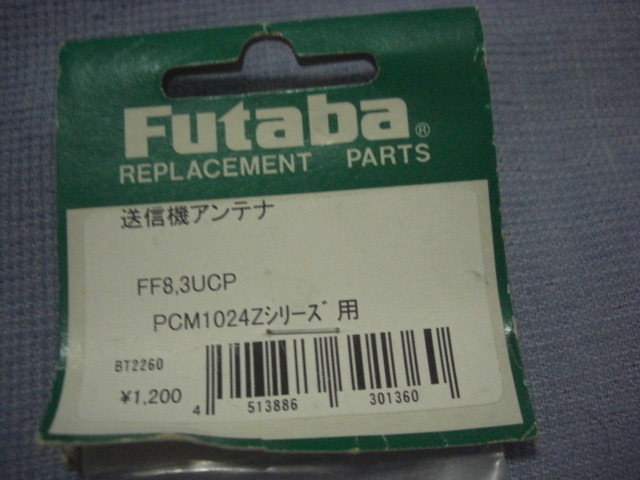 Futaba®
REPLACEMENT PARTS
送信機アンテナ
FF8,3UCP
PCM1024Zシリーズ用
BT2260
¥1,200
4 513886 301360